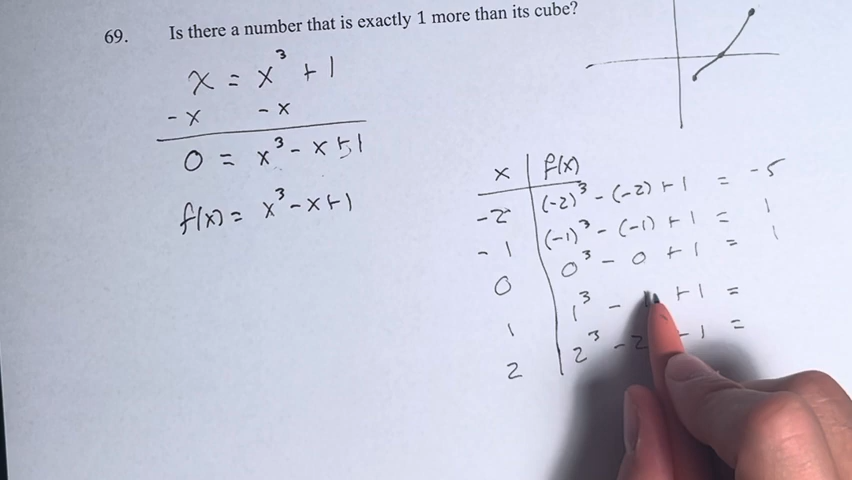 69. Is there a number that is exactly 1 more than its cube?
x = x³ + 1
- x - x
0 = x³ - x + 1
f(x) = x³ - x + 1
x f(x)
-2 (-2)³ - (-2) + 1 = -5
-1 (-1)³ - (-1) + 1 = 1
0 0³ - 0 + 1 = 1
1 1³ - + 1 =
2 2³ - 2 - 1 =